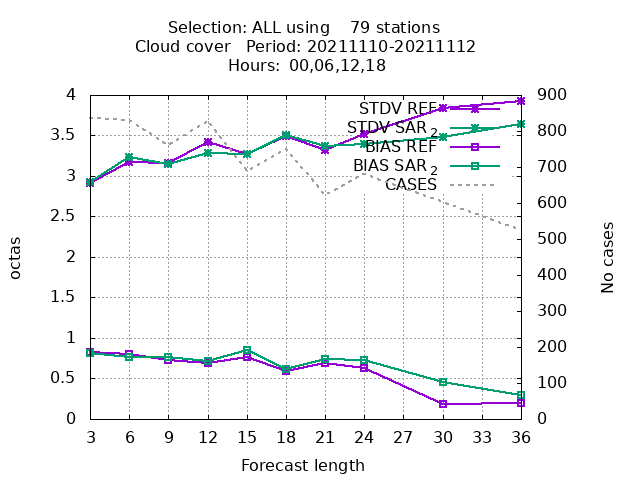 Selection: ALL using 79 stations
Cloud cover Period: 20211110-20211112
Hours: 00,06,12,18
4 900
STDV REF
800
3.5 STDV SAR 2
BIAS REF
700
3 BIAS SAR 2
CASES
600
2.5
500
octas 2 No cases
400
1.5
300
1 200
0.5 100
0 0
3 6 9 12 15 18 21 24 27 30 33 36
Forecast length